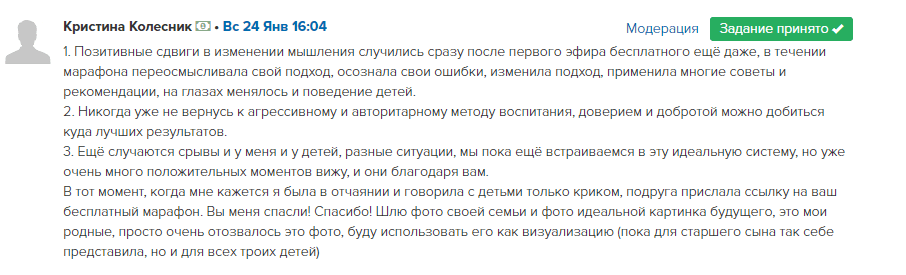 Кристина Колесник • Вс 24 Янв 16:04
Модерация Задание принято
1. Позитивные сдвиги в изменении мышления случились сразу после первого эфира бесплатного ещё даже, в течении
марафона переосмысливала свой подход, осознала свои ошибки, изменила подход, применила многие советы и
рекомендации, на глазах менялось и поведение детей.
2. Никогда уже не вернусь к агрессивному и авторитарному методу воспитания, доверием и добротой можно добиться
куда лучших результатов.
3. Ещё случаются срывы и у меня и у детей, разные ситуации, мы пока ещё встраиваемся в эту идеальную систему, но уже
очень много положительных моментов вижу, и они благодаря вам.
В тот момент, когда мне кажется я была в отчаянии и говорила с детьми только криком, подруга прислала ссылку на ваш
бесплатный марафон. Вы меня спасли! Спасибо! Шлю фото своей семьи и фото идеальной картинка будущего, это мои
родные, просто очень отозвалось это фото, буду использовать его как визуализацию (пока для старшего сына так себе
представила, но и для всех троих детей)